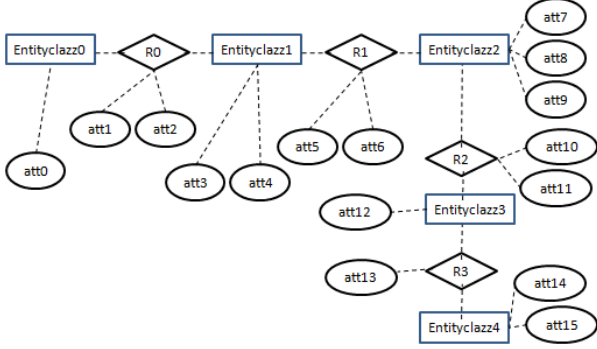 att7
Entityclazz0
R0
Entityclazz1
R1
Entityclazz2
att8
att9
att1
att2
att5
att6
att10
R2
att0
att3
att4
att11
att12
Entityclazz3
att13
R3
att14
Entityclazz4
att15